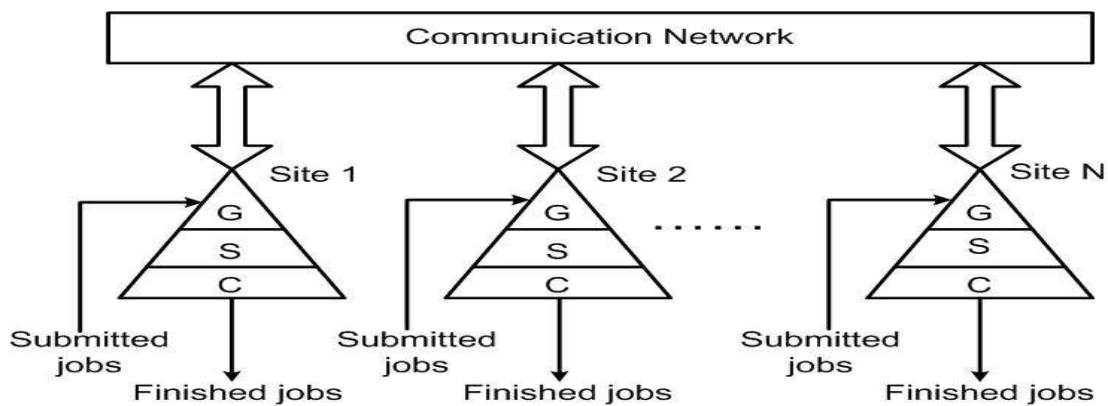 Communication Network
Site 1
Site 2
Site N
G
S
C
G
S
C
......
G
S
C
Submitted
jobs
Finished jobs
Submitted
jobs
Finished jobs
Submitted
jobs
Finished jobs